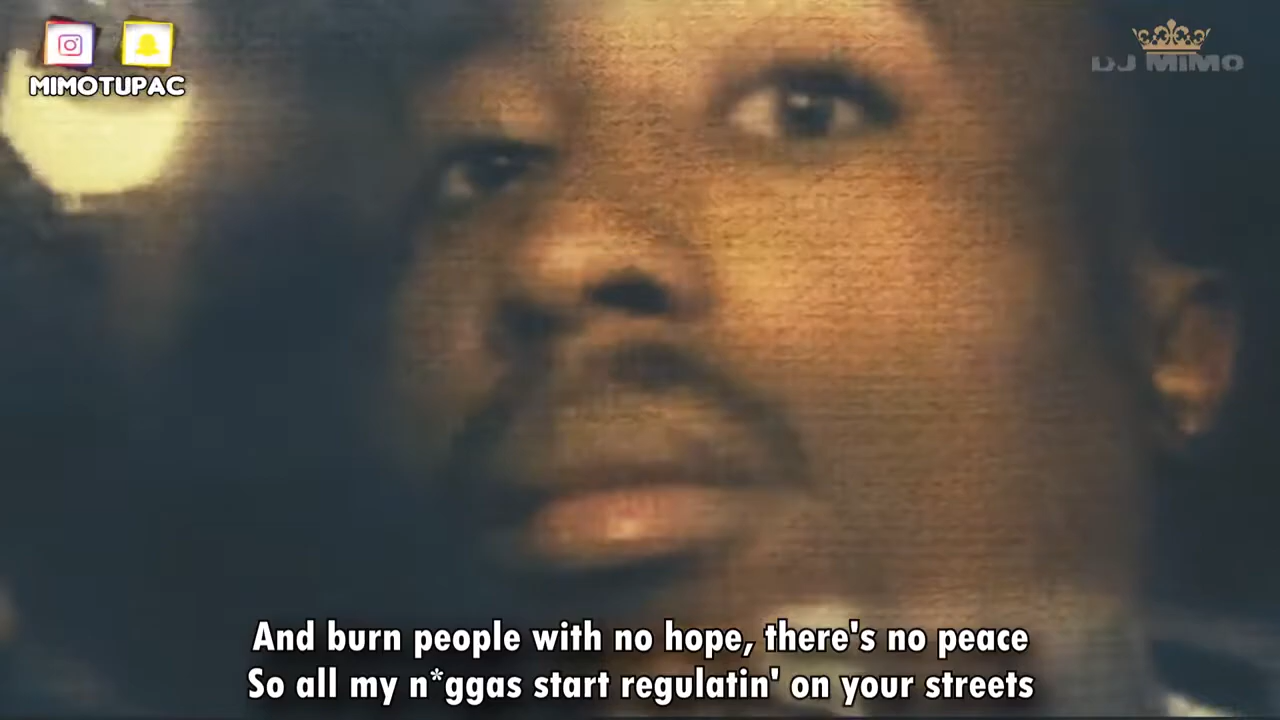 MIMOTUPAC
DJ MIMO
And burn people with no hope, there's no peace
So all my n*ggas start regulatin' on your streets